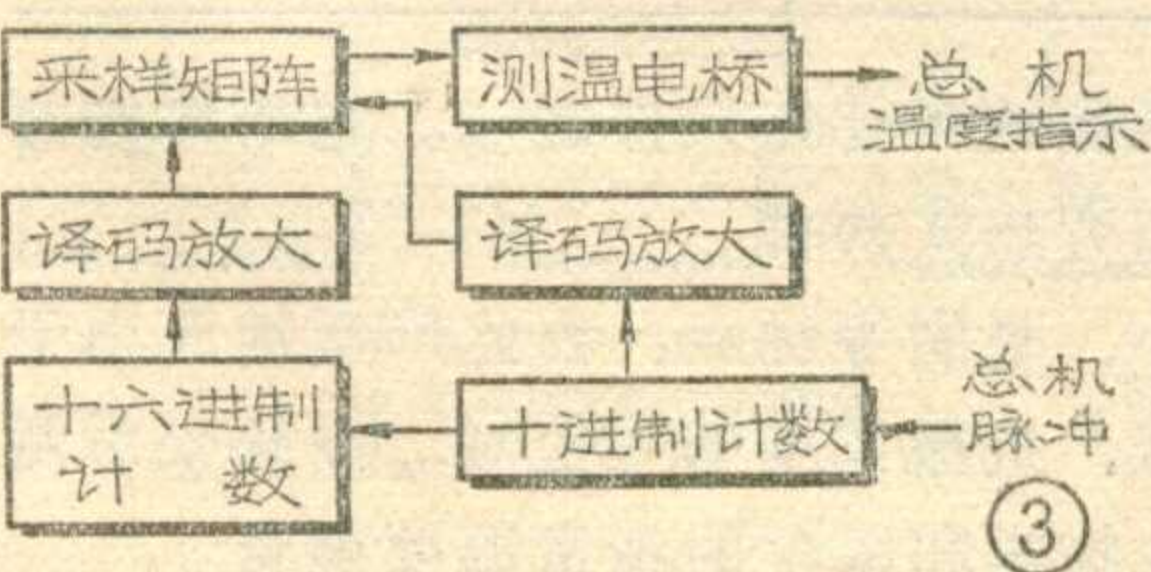 采样矩阵
测温电桥
总 机
温度指示
译码放大
译码放大
十六进制
计 数
十进制计数
总机
脉冲
③